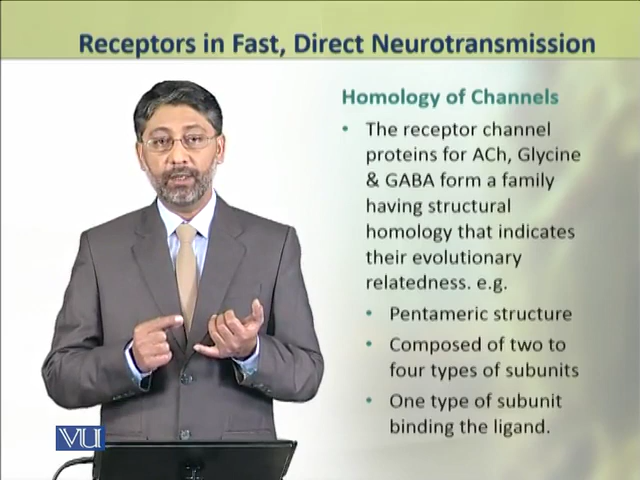 Receptors in Fast, Direct Neurotransmission
Homology of Channels
• The receptor channel
proteins for ACh, Glycine
& GABA form a family
having structural
homology that indicates
their evolutionary
relatedness. e.g.
• Pentameric structure
• Composed of two to
four types of subunits
• One type of subunit
binding the ligand.
VU